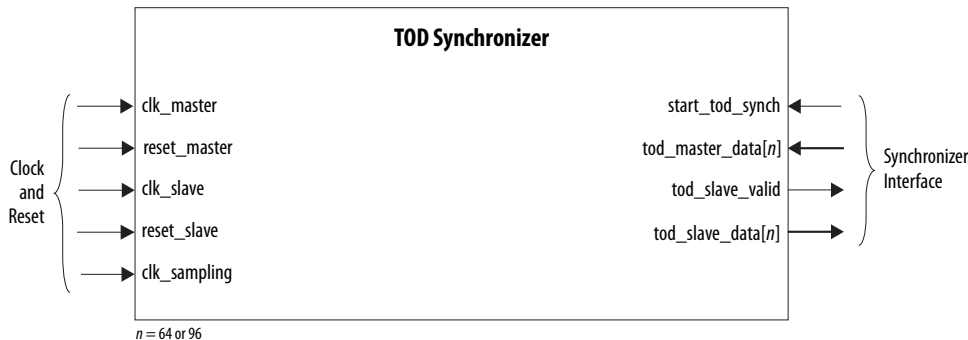 TOD Synchronizer
clk_master
reset_master
clk_slave
reset_slave
clk_sampling
Clock
and
Reset
start_tod_synch
tod_master_data[n]
tod_slave_valid
tod_slave_data[n]
Synchronizer
Interface
n = 64 or 96